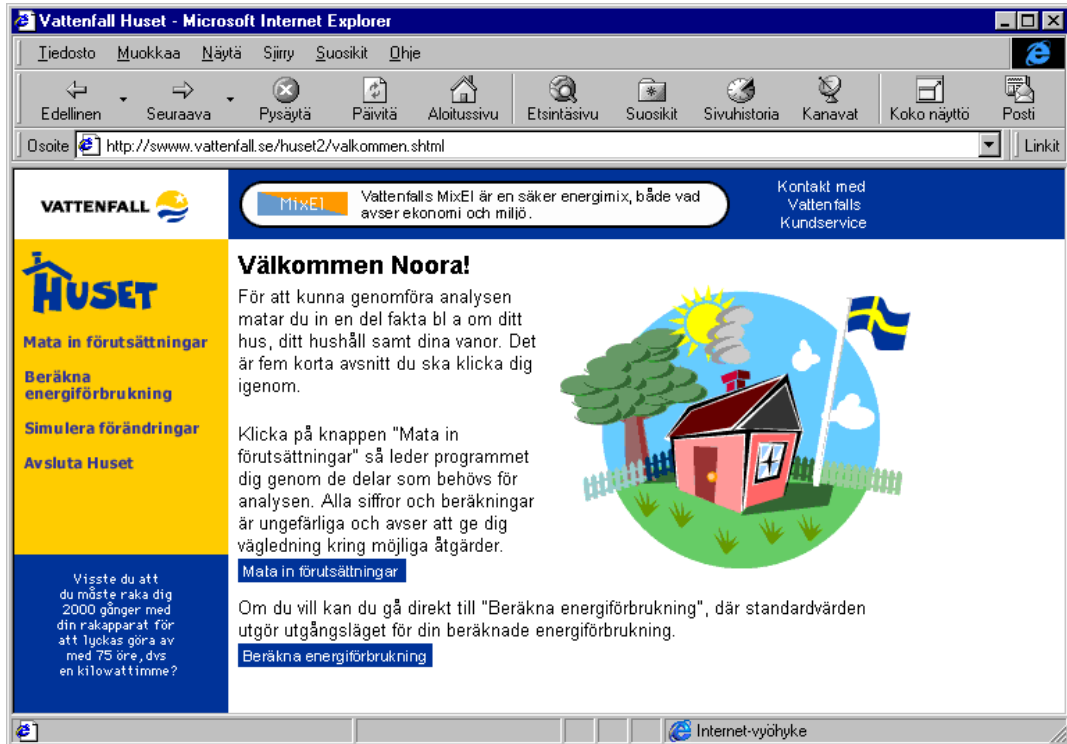 Vattenfall Huset - Microsoft Internet Explorer
Tiedosto Muokkaa Näytä Siirry Suosikit Ohje
Edellinen Seuraava Pysäytä Päivitä Aloitussivu Etsintäsivu Suosikit Sivuhistoria Kanavat Koko näyttö Posti
Osoite http://swww.vattenfall.se/huset2/valkommen.shtml Linkit
VATTENFALL
MixEl
Vattenfalls MixEl är en säker energimix, både vad
avser ekonomi och miljö.
Kontakt med
Vattenfalls
Kundservice
HUSET
Mata in förutsättningar
Beräkna
energiförbrukning
Simulera förändringar
Avsluta Huset
Visste du att
du måste raka dig
2000 gånger med
din rakapparat för
att lyckas göra av
med 75 öre, dvs
en kilowattimme?
Välkommen Noora!
För att kunna genomföra analysen
matar du in en del fakta bl a om ditt
hus, ditt hushåll samt dina vanor. Det
är fem korta avsnitt du ska klicka dig
igenom.
Klicka på knappen "Mata in
förutsättningar" så leder programmet
dig genom de delar som behövs för
analysen. Alla siffror och beräkningar
är ungefärliga och avser att ge dig
vägledning kring möjliga åtgärder.
Mata in förutsättningar
Om du vill kan du gå direkt till "Beräkna energiförbrukning", där standardvärden
utgör utgångsläget för din beräknade energiförbrukning.
Beräkna energiförbrukning
Internet-vyöhyke